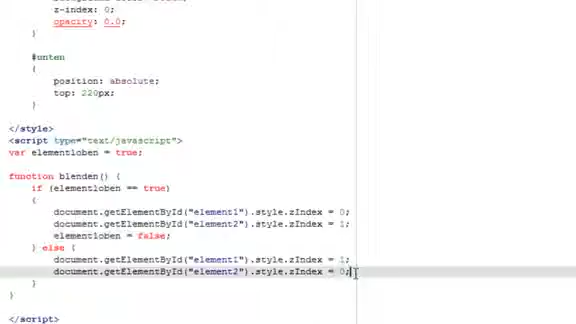 z-index: 0;
opacity: 0.0;
}
#unten
{
position: absolute;
top: 220px;
}
</style>
<script type="text/javascript">
var element1oben = true;
function blenden() {
if (element1oben == true)
{
document.getElementById("element1").style.zIndex = 0;
document.getElementById("element2").style.zIndex = 1;
element1oben = false;
} else {
document.getElementById("element1").style.zIndex = 1;
document.getElementById("element2").style.zIndex = 0;
}
}
</script>